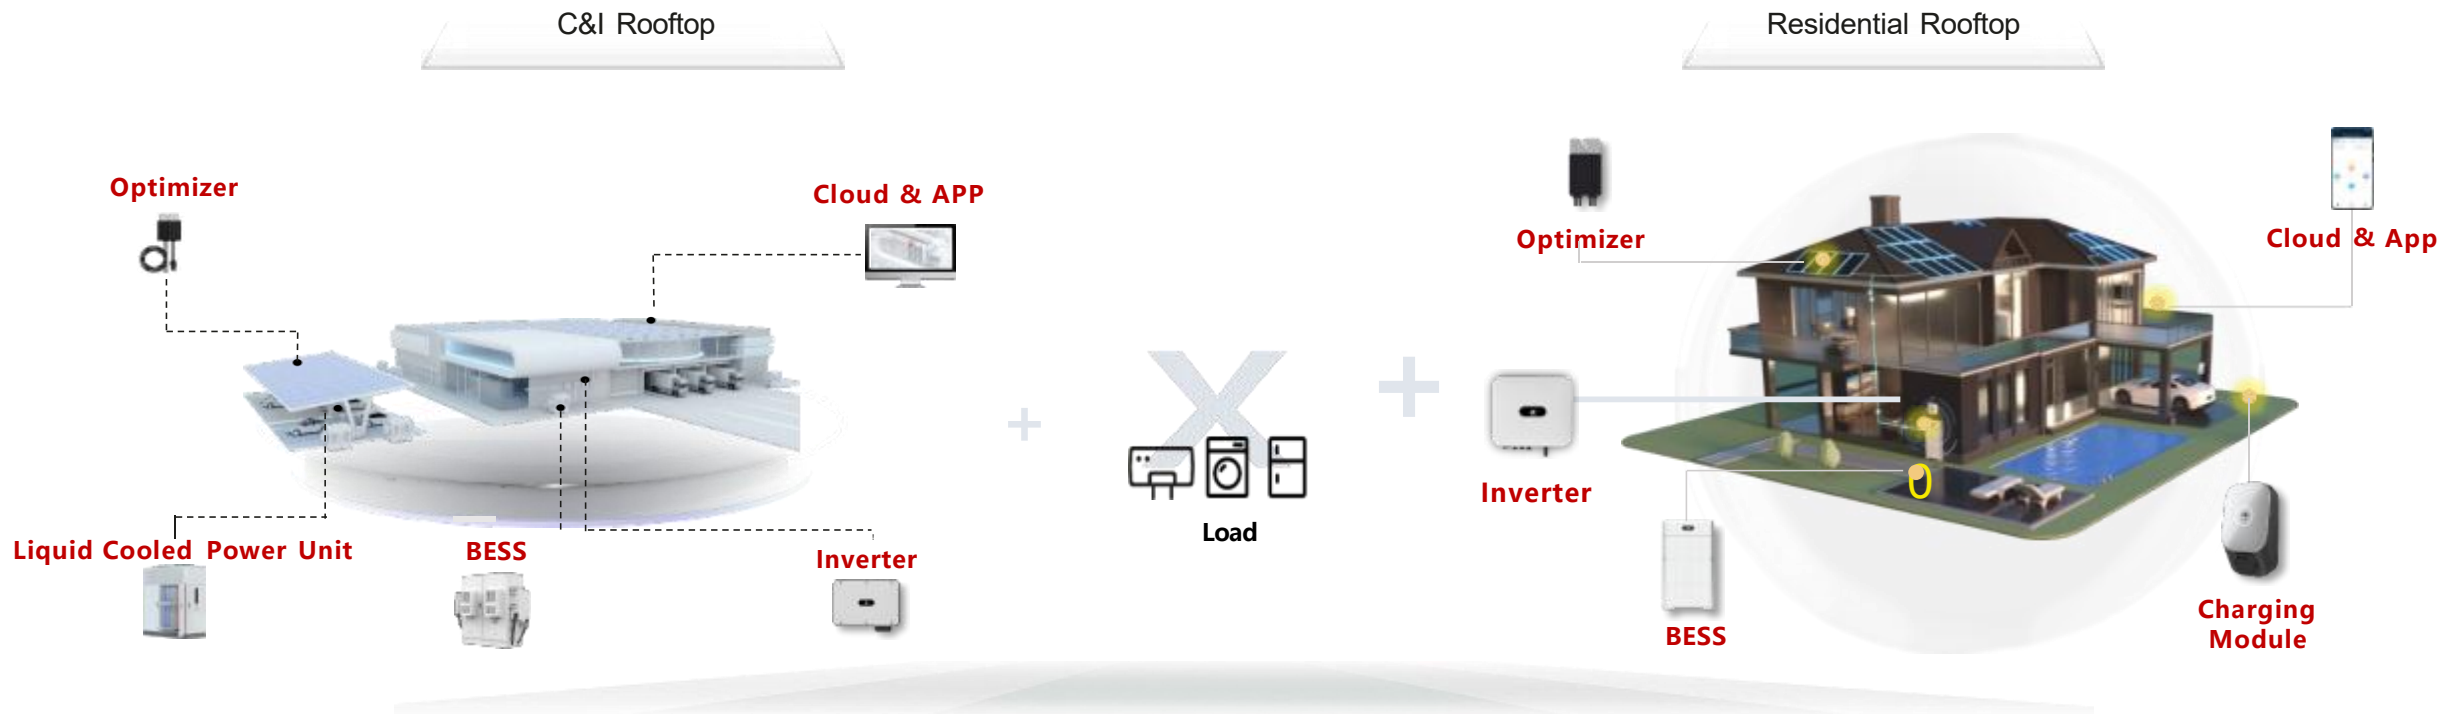 C&I Rooftop
Residential Rooftop
Optimizer
Cloud & APP
Liquid Cooled Power Unit
BESS
Inverter
Load
Optimizer
Cloud & App
Inverter
BESS
Charging
Module